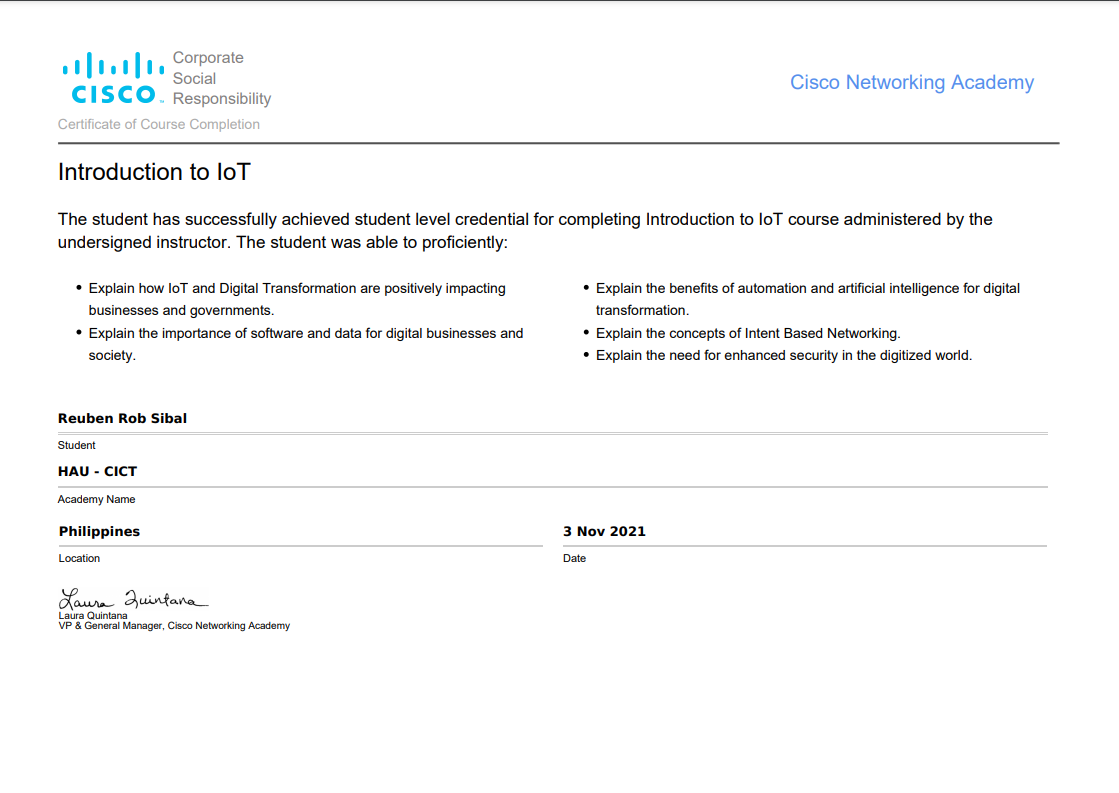 CISCO
Corporate
Social
Responsibility
Cisco Networking Academy
Certificate of Course Completion
Introduction to IoT
The student has successfully achieved student level credential for completing Introduction to IoT course administered by the
undersigned instructor. The student was able to proficiently:
• Explain how IoT and Digital Transformation are positively impacting
businesses and governments.
• Explain the importance of software and data for digital businesses and
society.
• Explain the benefits of automation and artificial intelligence for digital
transformation.
• Explain the concepts of Intent Based Networking.
• Explain the need for enhanced security in the digitized world.
Reuben Rob Sibal
Student
HAU - CICT
Academy Name
Philippines
Location
3 Nov 2021
Date
Laura Quintana
Laura Quintana
VP & General Manager, Cisco Networking Academy